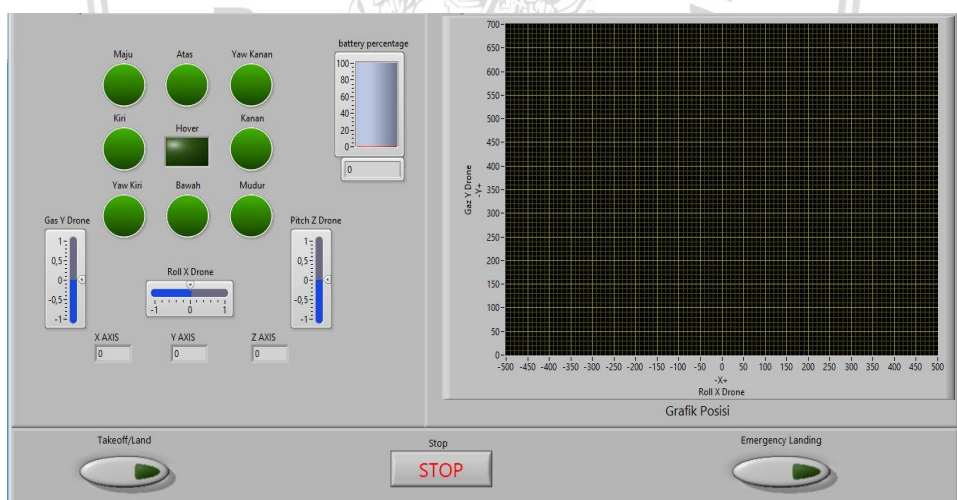 Maju
Atas
Yaw Kanan
Kiri
Hover
Kanan
Yaw Kiri
Bawah
Mudur
battery percentage
100
80
60
40
20
0
0
Gas Y Drone
1
0,5
0
-0,5
-1
Roll X Drone
-1 0 1
Pitch Z Drone
1
0,5
0
-0,5
-1
X AXIS
0
Y AXIS
0
Z AXIS
0
700
650
600
550
500
450
400
350
300
250
200
150
100
50
0
Gaz Y Drone
-Y+
-500 -450 -400 -350 -300 -250 -200 -150 -100 -50 0 50 100 150 200 250 300 350 400 450 500
-X+
Roll X Drone
Grafik Posisi
Takeoff/Land
Stop
STOP
Emergency Landing